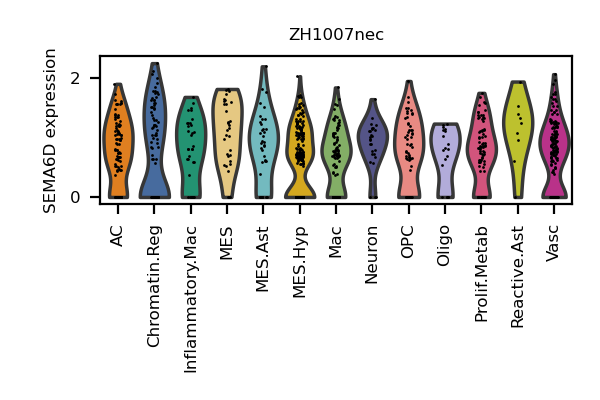 ZH1007nec
SEMA6D expression
2
0
AC
Chromatin.Reg
Inflammatory.Mac
MES
MES.Ast
MES.Hyp
Mac
Neuron
OPC
Oligo
Prolif.Metab
Reactive.Ast
Vasc